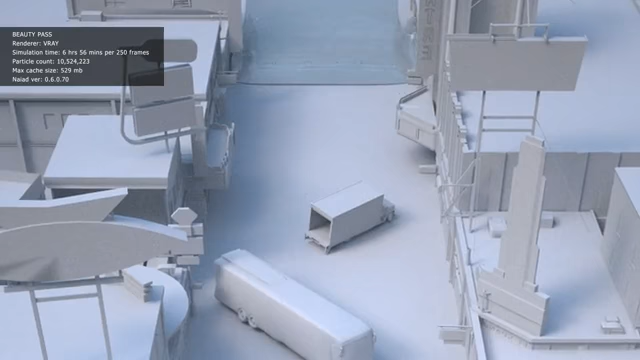 BEAUTY PASS
Renderer: VRAY
Simulation time: 6 hrs 56 mins per 250 frames
Particle count: 10,524,223
Max cache size: 529 mb
Naiad ver: 0.6.0.70